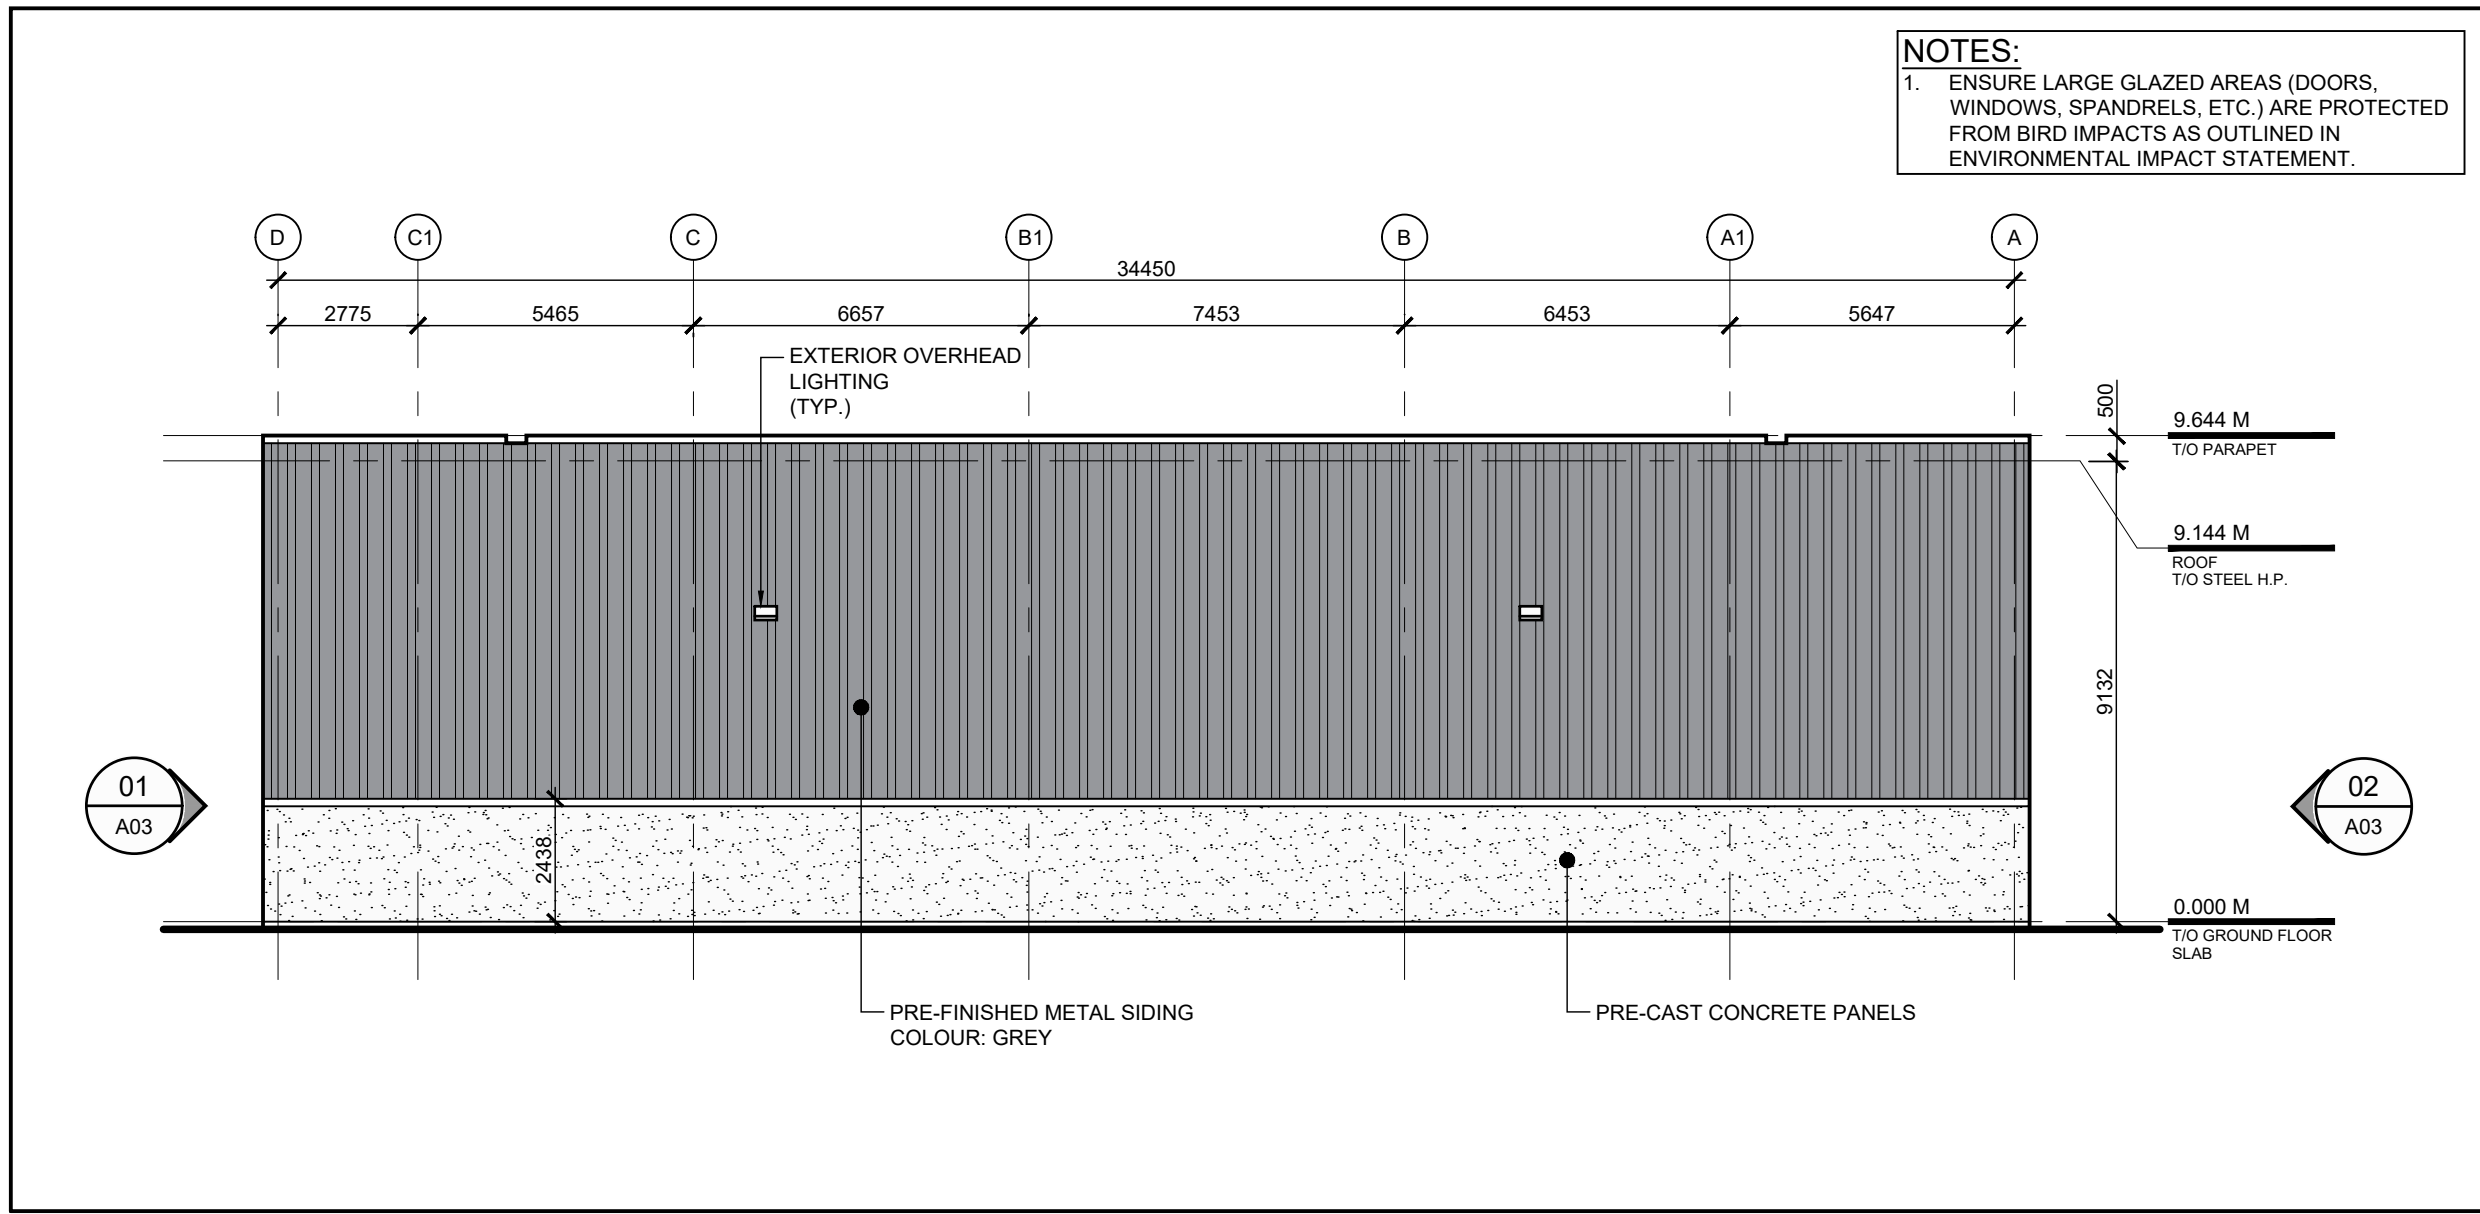 NOTES:
1. ENSURE LARGE GLAZED AREAS (DOORS,
WINDOWS, SPANDRELS, ETC.) ARE PROTECTED
FROM BIRD IMPACTS AS OUTLINED IN
ENVIRONMENTAL IMPACT STATEMENT.
D C1 C B1 B A1 A
34450
2775 5465 6657 7453 6453 5647
EXTERIOR OVERHEAD
LIGHTING
(TYP.)
500
9.644 M
T/O PARAPET
9.144 M
ROOF
T/O STEEL H.P.
9132
01
A03
02
A03
2438
0.000 M
T/O GROUND FLOOR
SLAB
PRE-FINISHED METAL SIDING
COLOUR: GREY
PRE-CAST CONCRETE PANELS